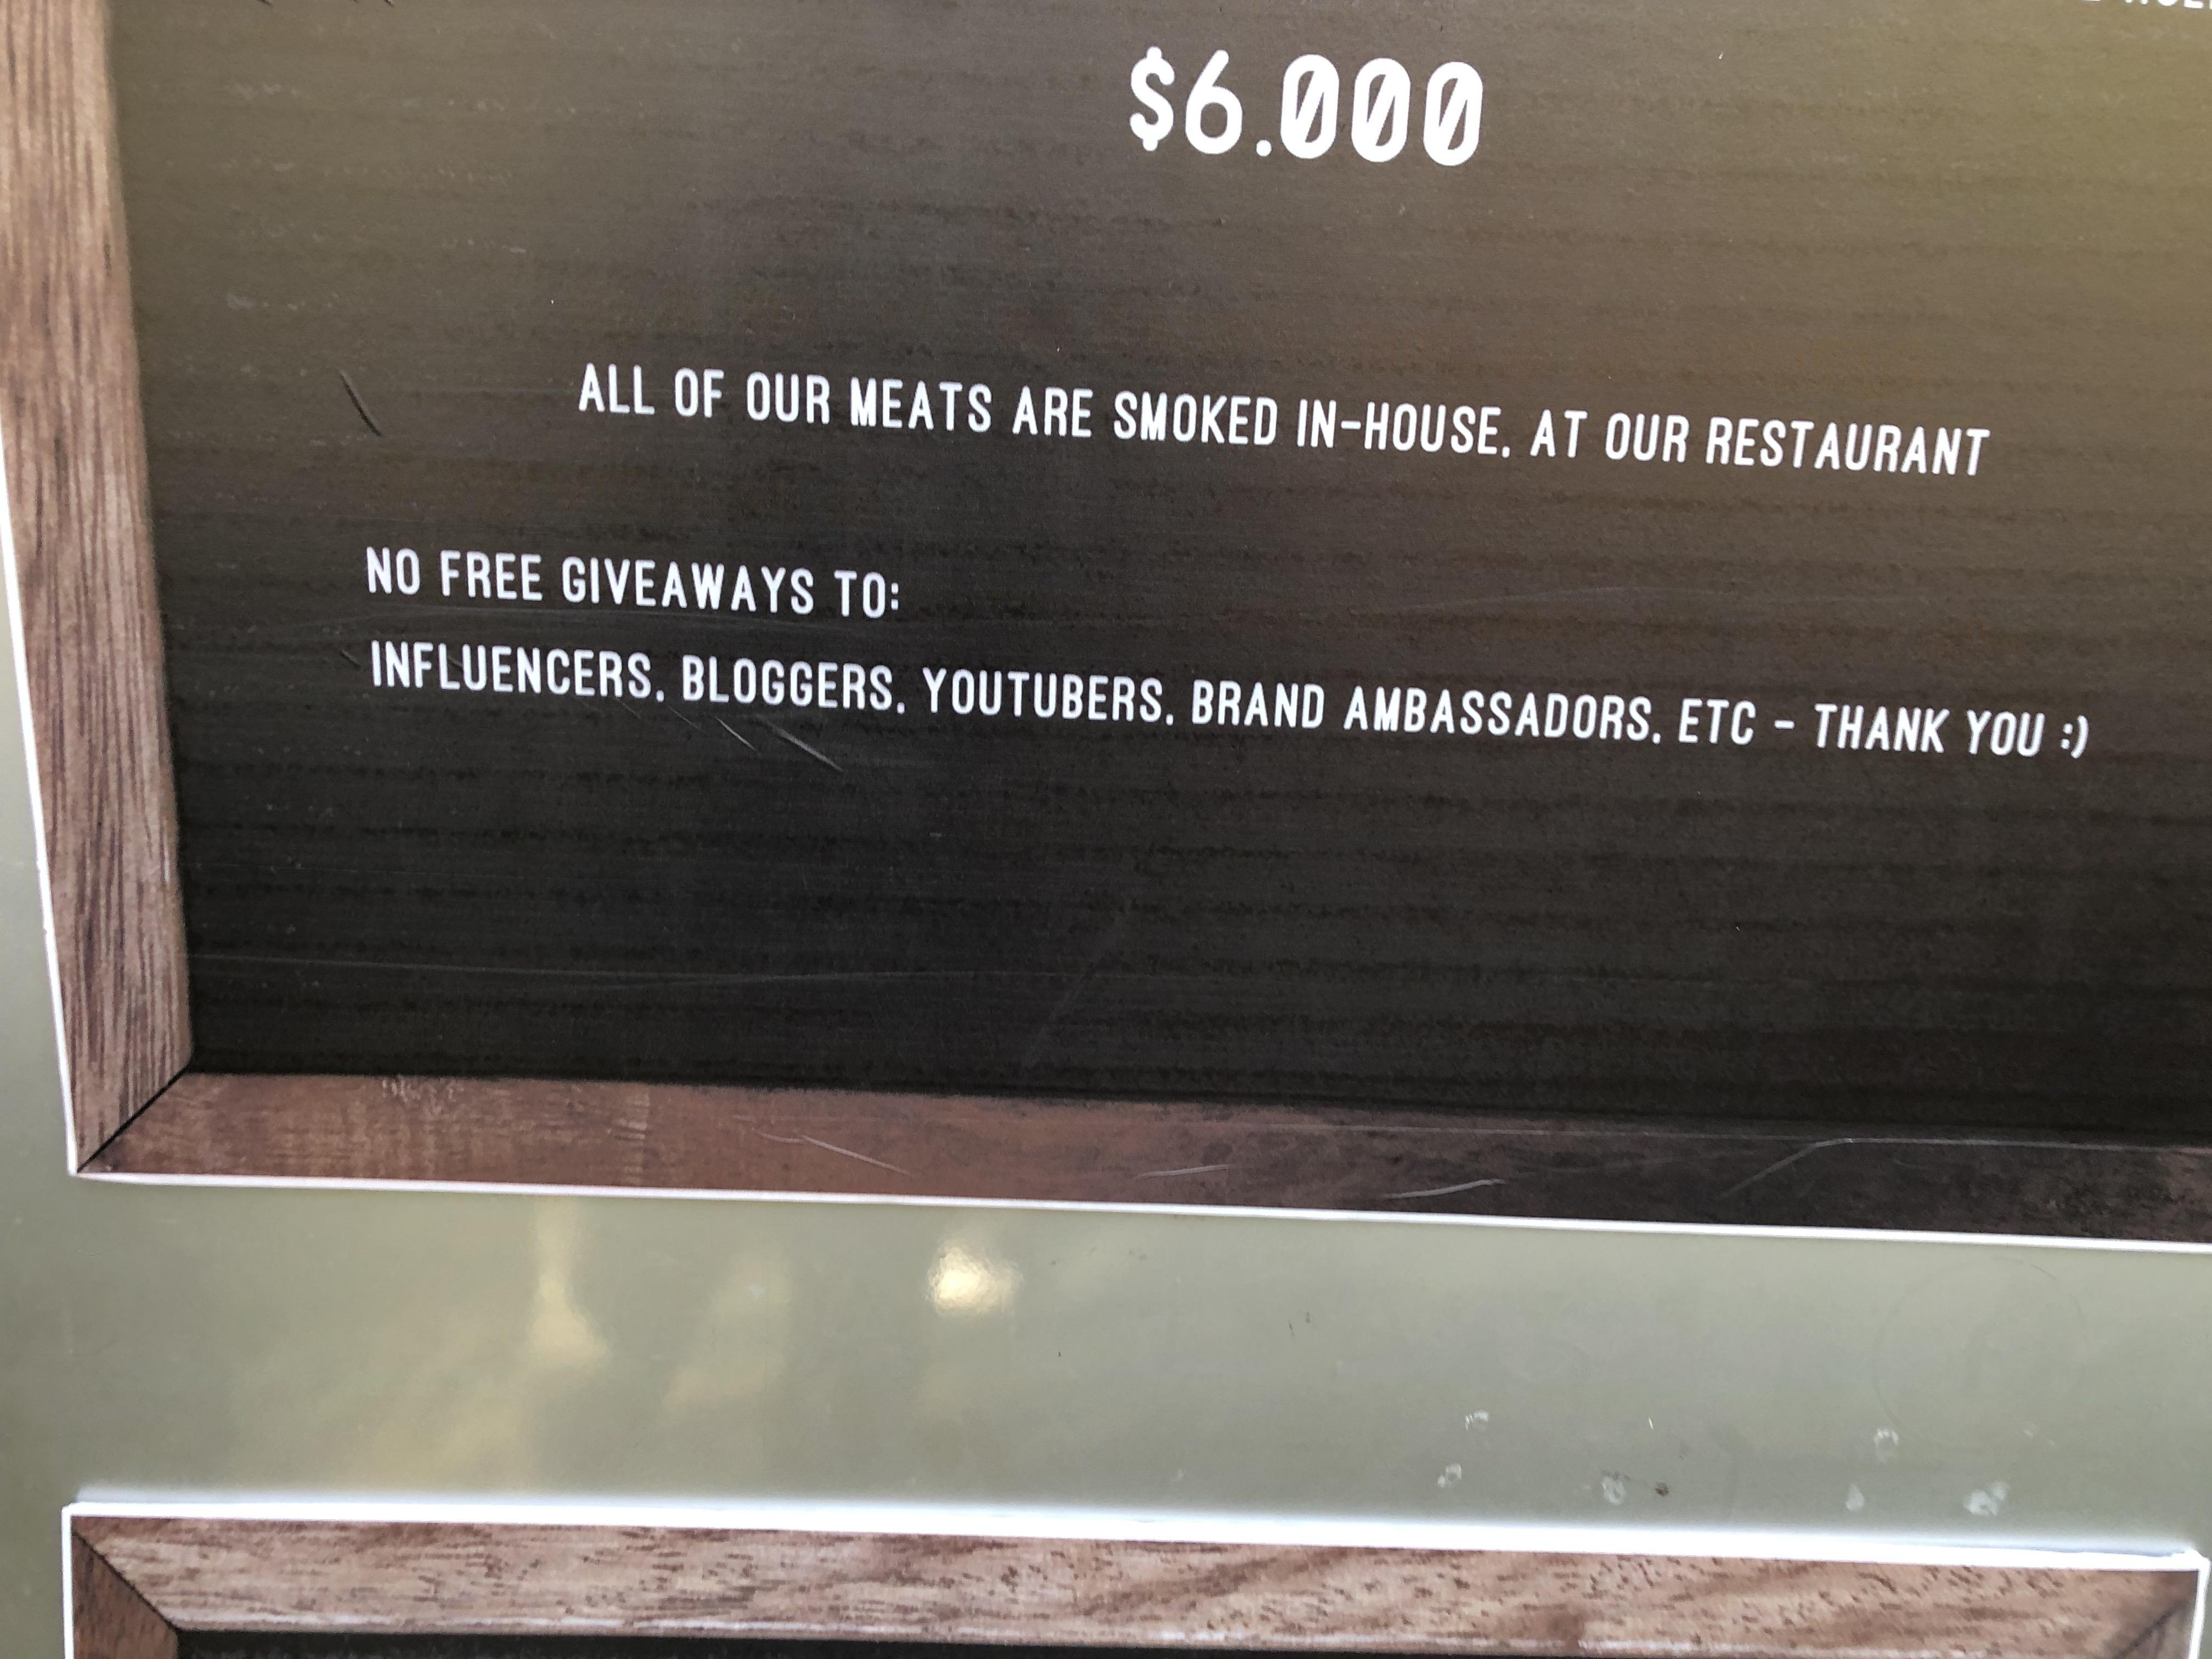 $6.000
ALL OF OUR MEATS ARE SMOKED IN-HOUSE, AT OUR RESTAURANT
NO FREE GIVEAWAYS TO:
INFLUENCERS, BLOGGERS, YOUTUBERS, BRAND AMBASSADORS, ETC - THANK YOU :)